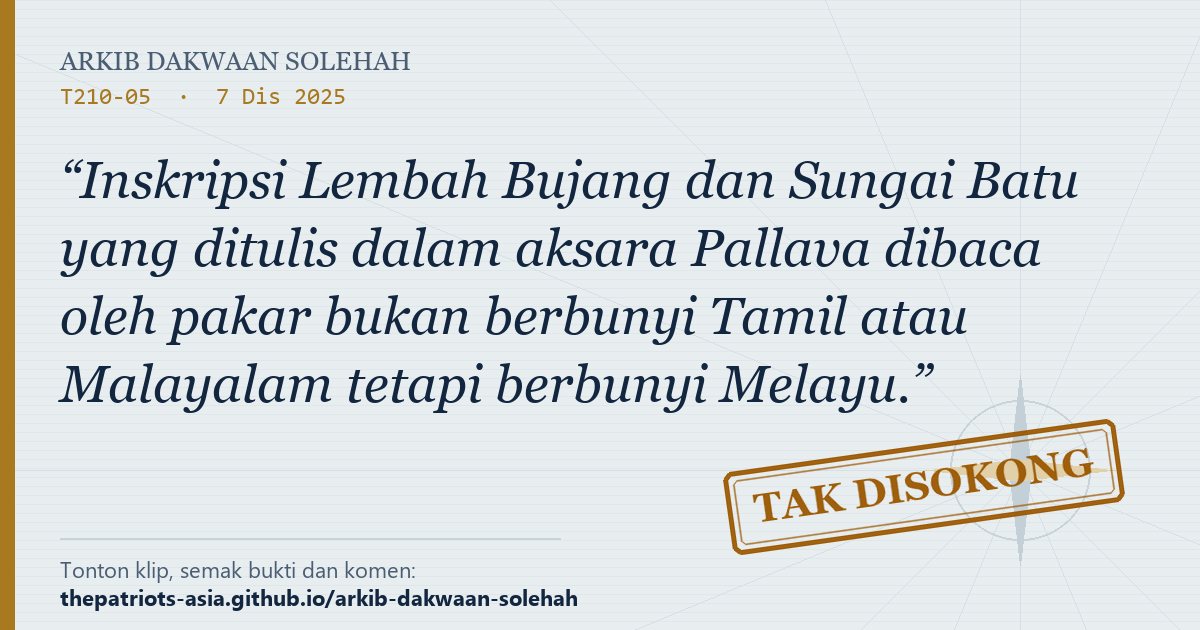 ARKIB DAKWAAN SOLEHAH
T210-05 · 7 Dis 2025
“Inskripsi Lembah Bujang dan Sungai Batu
yang ditulis dalam aksara Pallava dibaca
oleh pakar bukan berbunyi Tamil atau
Malayalam tetapi berbunyi Melayu.”
TAK DISOKONG
Tonton klip, semak bukti dan komen:
thepatriots-asia.github.io/arkib-dakwaan-solehah